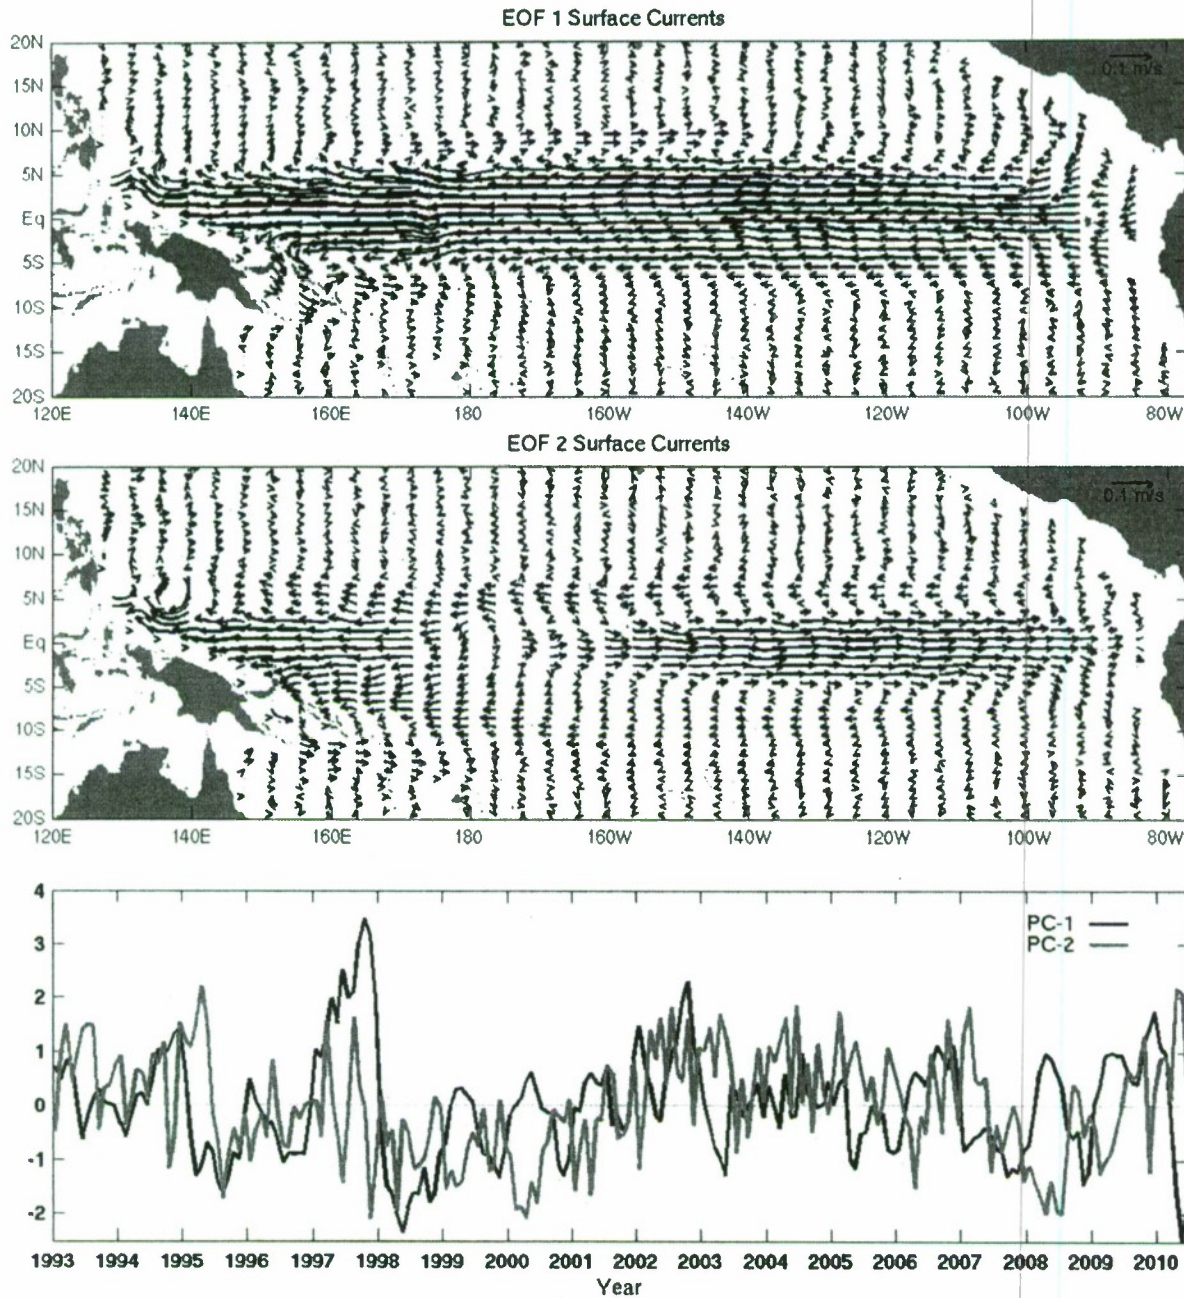 EOF 1 Surface Currents
20N
0.1 m/s
15N
10N
5N
Eq
5S
10S
15S
20S
120E 140E 160E 180 160W 140W 120W 100W 80W
EOF 2 Surface Currents
20N
0.1 m/s
15N
10N
5N
Eq
5S
10S
15S
20S
120E 140E 160E 180 160W 140W 120W 100W 80W
4
PC-1
PC-2
3
2
1
0
-1
-2
1993 1994 1995 1996 1997 1998 1999 2000 2001 2002 2003 2004 2005 2006 2007 2008 2009 2010
Year